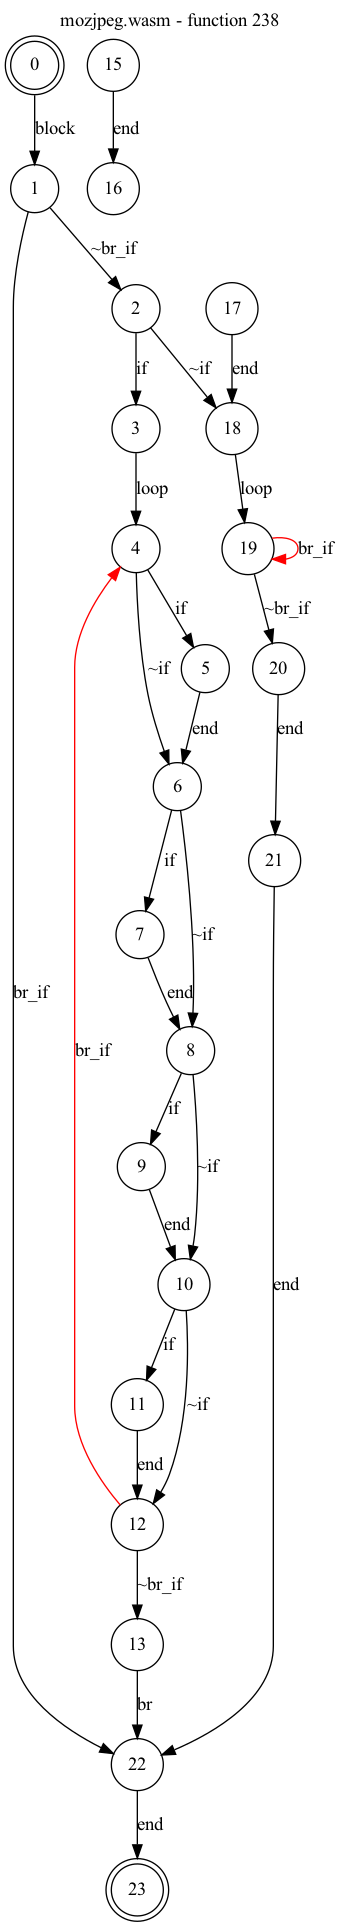 mozjpeg.wasm - function 238
0 15
block end
1 16
~br_if
2 17
if ~if end
3 18
loop loop
4 19 br_if
if ~br_if
~if 5 20
end end
6
if 21
7 ~if
end
br_if br_if 8
if ~if
9
end
10 end
if
11 ~if
end
12
~br_if
13
br
22
end
23